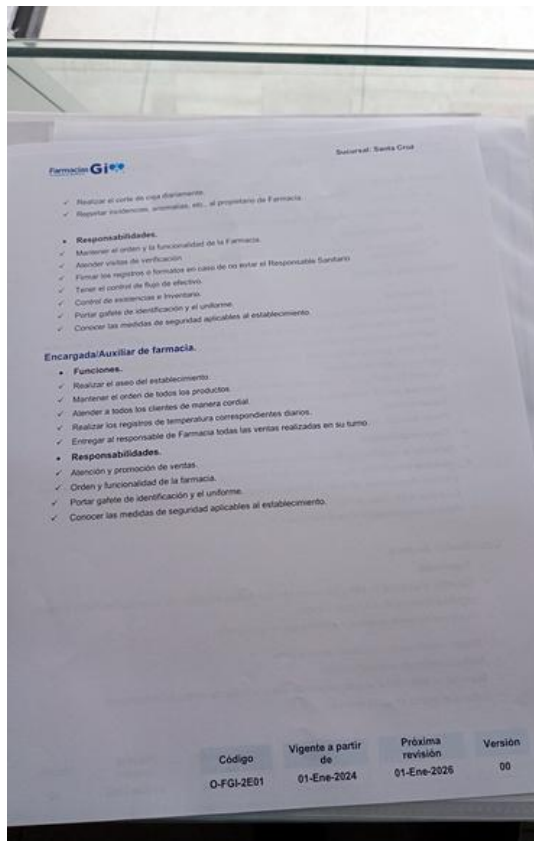 Farmacias Gi
Sucursal: Santa Cruz
✓ Realizar el corte de caja diariamente.
✓ Reportar incidencias, anomalías, etc., al propietario de Farmacia.
• Responsabilidades.
✓ Mantener el orden y la funcionalidad de la Farmacia.
✓ Atender visitas de verificación.
✓ Firmar los registros o formatos en caso de no estar el Responsable Sanitario.
✓ Tener el control de flujo de efectivo.
✓ Control de existencias e Inventario.
✓ Portar gafete de identificación y el uniforme.
✓ Conocer las medidas de seguridad aplicables al establecimiento.
Encargada/Auxiliar de farmacia.
• Funciones.
✓ Realizar el aseo del establecimiento.
✓ Mantener el orden de todos los productos.
✓ Atender a todos los clientes de manera cordial.
✓ Realizar los registros de temperatura correspondientes diarios.
✓ Entregar al responsable de Farmacia todas las ventas realizadas en su turno.
• Responsabilidades.
✓ Atención y promoción de ventas.
✓ Orden y funcionalidad de la farmacia.
✓ Portar gafete de identificación y el uniforme.
✓ Conocer las medidas de seguridad aplicables al establecimiento.
Código Vigente a partir de Próxima revisión Versión
O-FGI-2E01 01-Ene-2024 01-Ene-2026 00